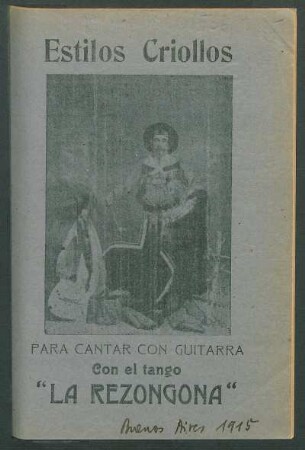 Estilos Criollos
PARA CANTAR CON GUITARRA
Con el tango
"LA REZONGONA"
Buenos Aires 1915